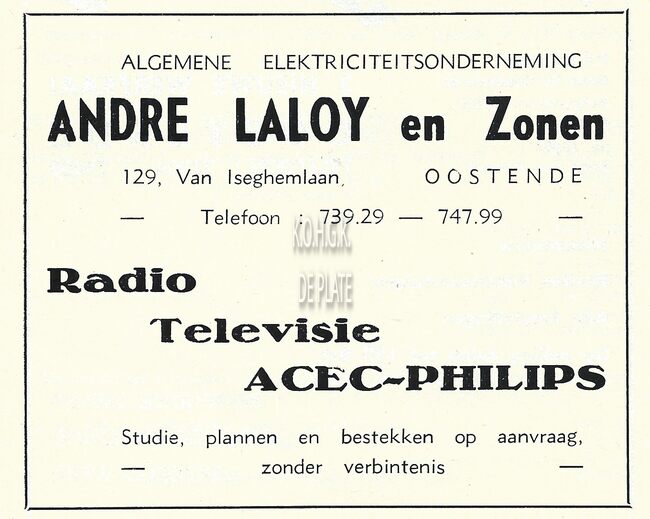 ALGEMENE ELEKTRICITEITSONDERNEMING
ANDRE LALOY en Zonen
129, Van Iseghemlaan, OOSTENDE
— Telefoon : 739.29 — 747.99 —
K.O.H.G.K.
DE PLATE
Radio
Televisie
ACEC-PHILIPS
Studie, plannen en bestekken op aanvraag,
— zonder verbintenis —